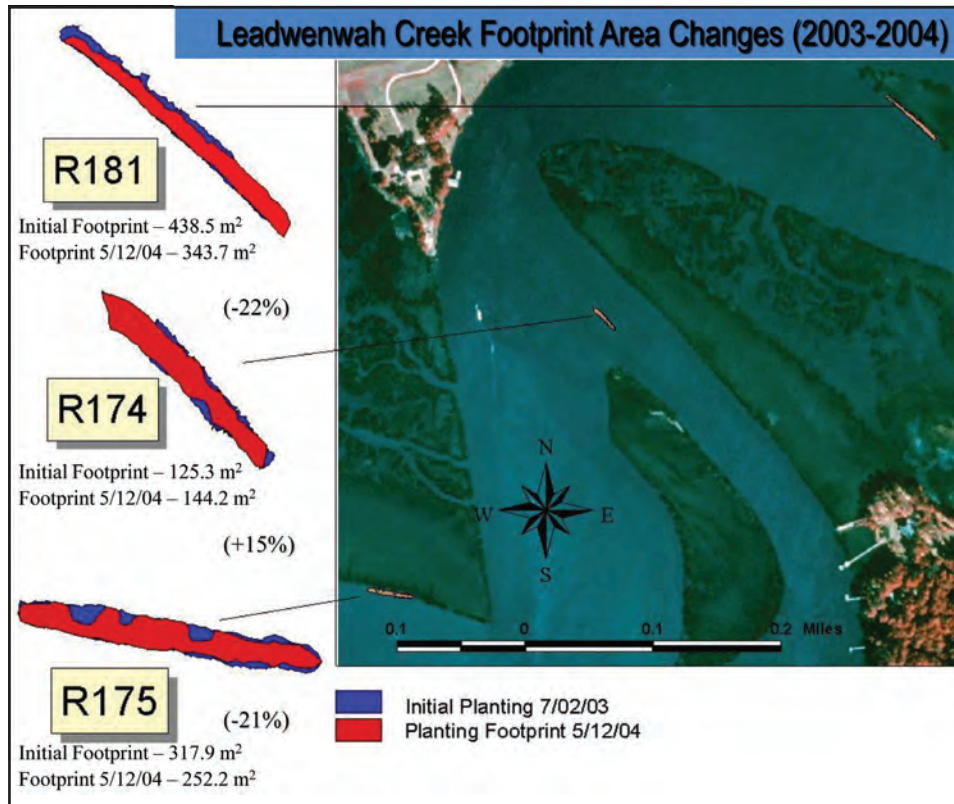 Leadwenwah Creek Footprint Area Changes (2003-2004)
R181
Initial Footprint – 438.5 m²
Footprint 5/12/04 – 343.7 m²
(-22%)
R174
Initial Footprint – 125.3 m²
Footprint 5/12/04 – 144.2 m²
(+15%)
R175
(-21%)
Initial Footprint – 317.9 m²
Footprint 5/12/04 – 252.2 m²
N
W E
S
0.1 0 0.1 0.2 Miles
Initial Planting 7/02/03
Planting Footprint 5/12/04